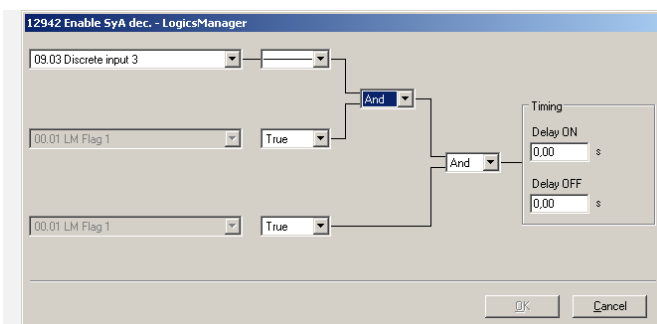 12942 Enable SyA dec. - LogicsManager
09.03 Discrete input 3
And
Timing
Delay ON
00.01 LM Flag 1 True
0,00 s
And
Delay OFF
0,00 s
00.01 LM Flag 1 True
OK Cancel